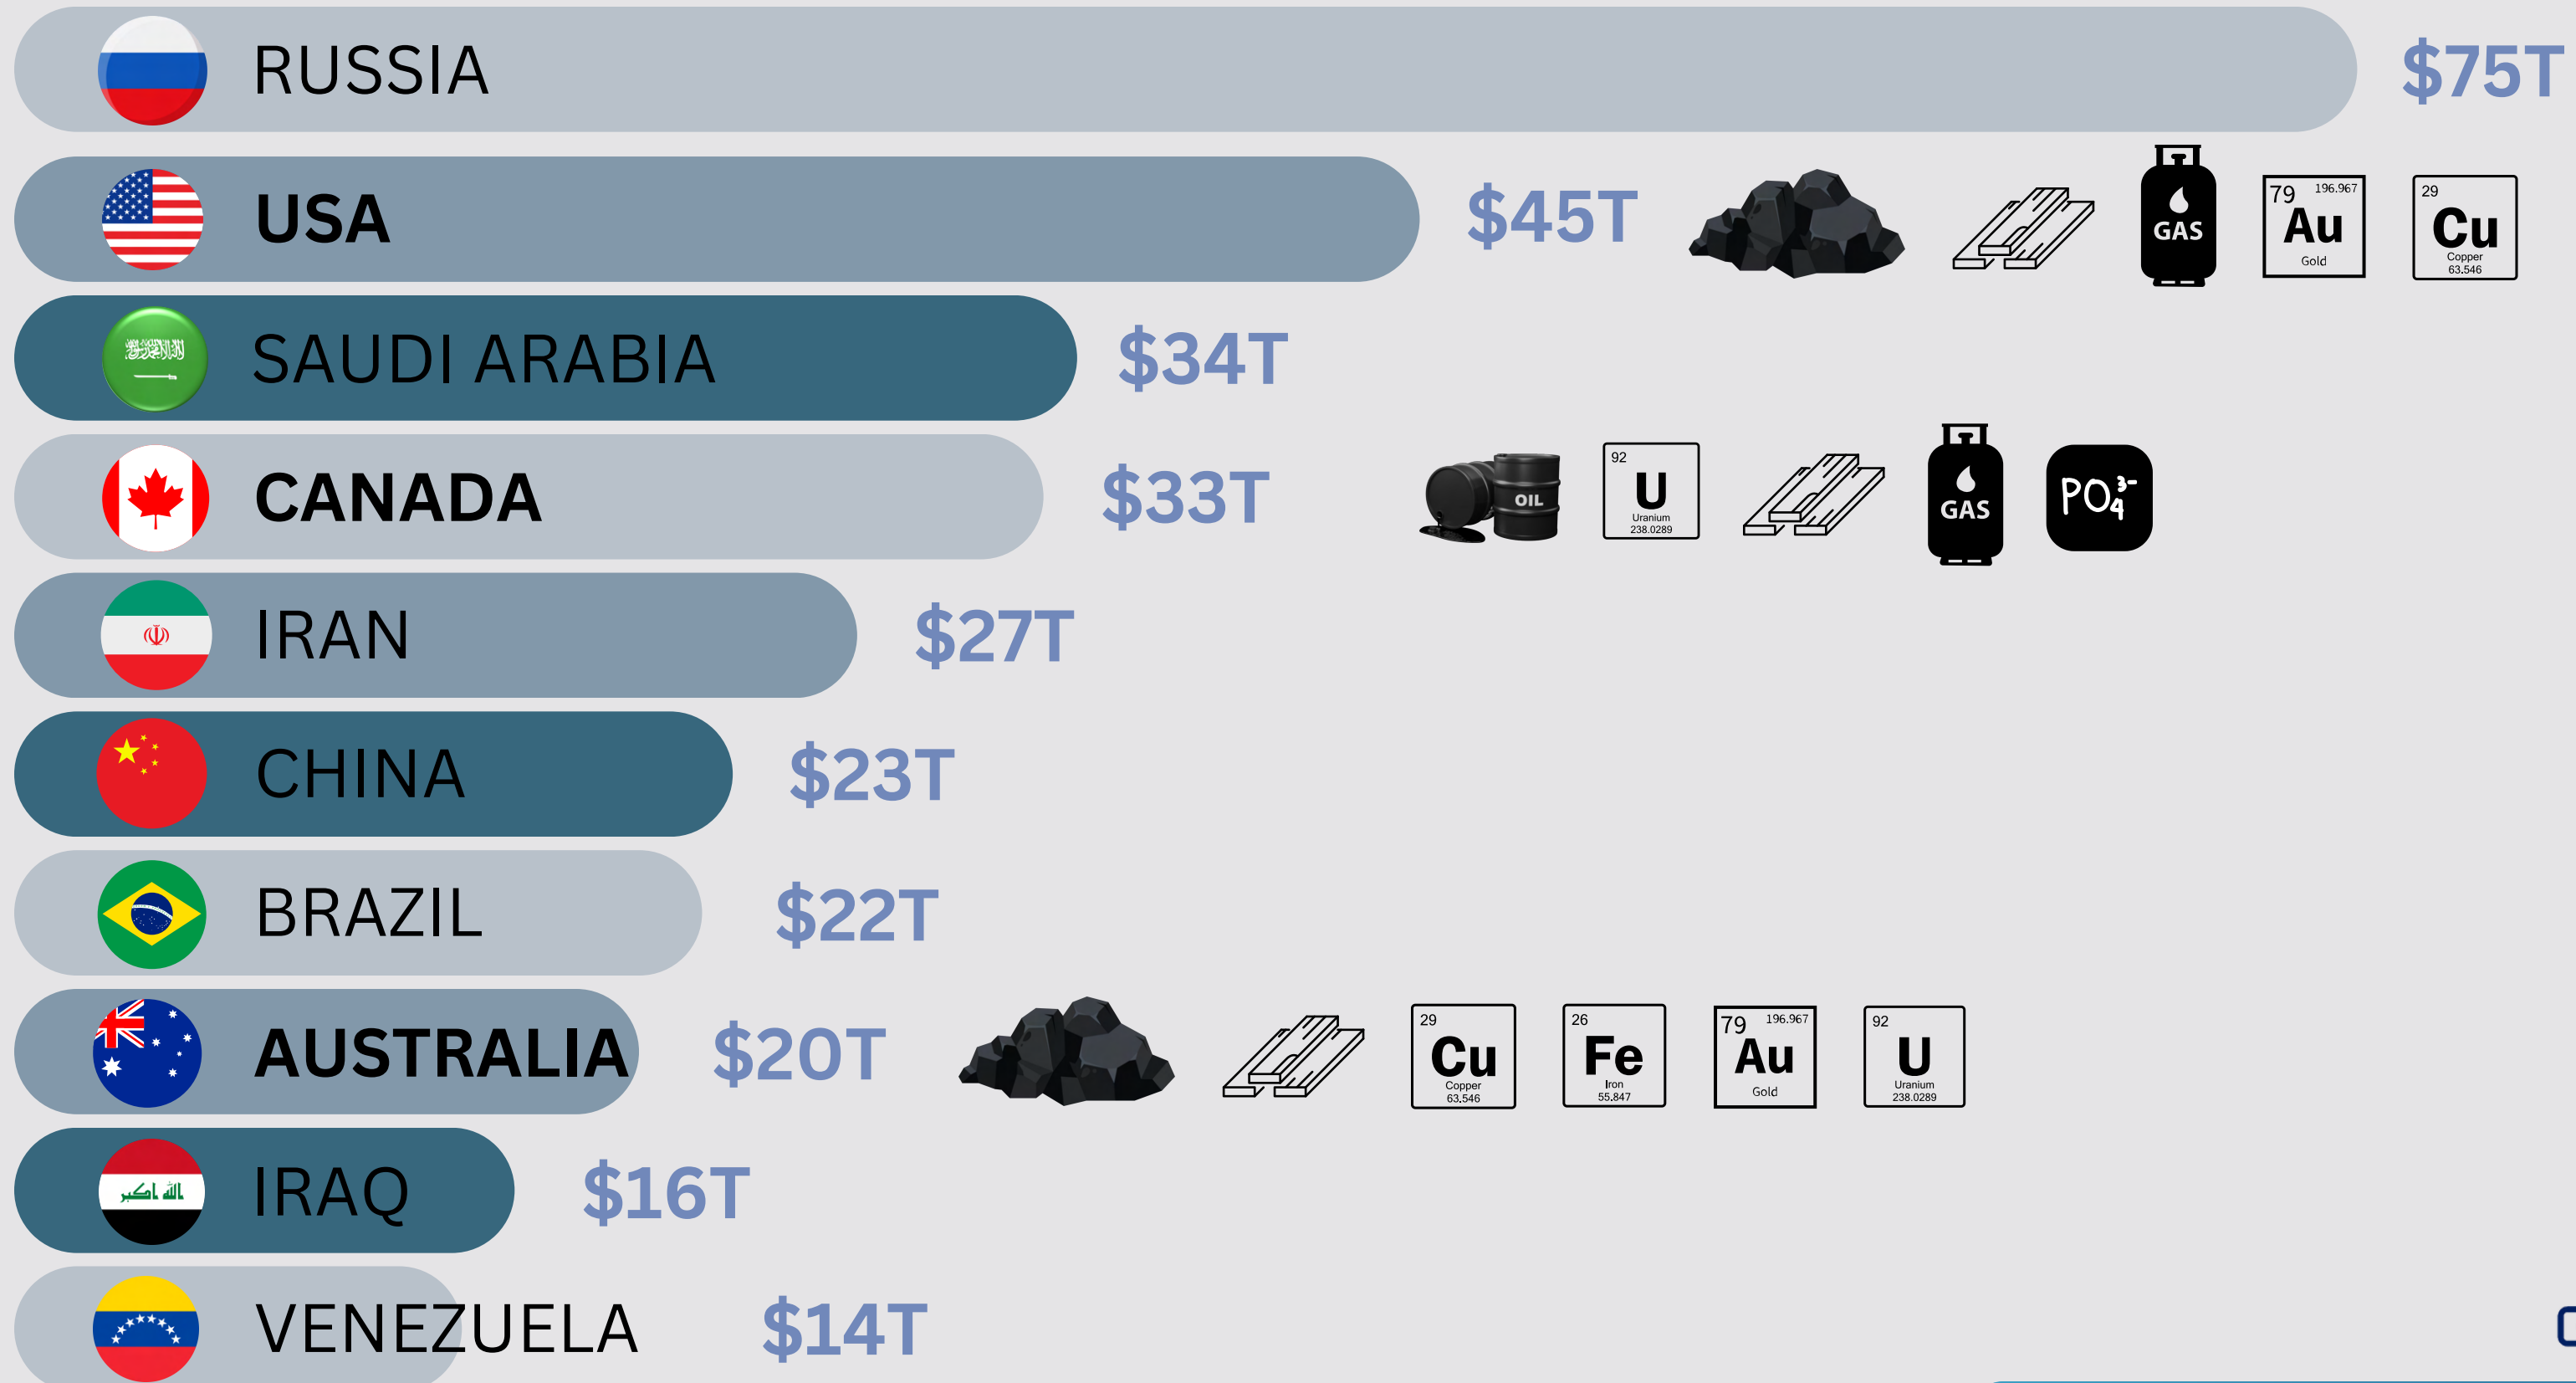 RUSSIA $75T
USA $45T GAS 79 196.967 Au Gold 29 Cu Copper 63.546
SAUDI ARABIA $34T
CANADA $33T OIL 92 U Uranium 238.0289 GAS PO₄³⁻
IRAN $27T
CHINA $23T
BRAZIL $22T
AUSTRALIA $20T 29 Cu Copper 63.546 26 Fe Iron 55.847 79 196.967 Au Gold 92 U Uranium 238.0289
IRAQ الله اكبر $16T
VENEZUELA $14T